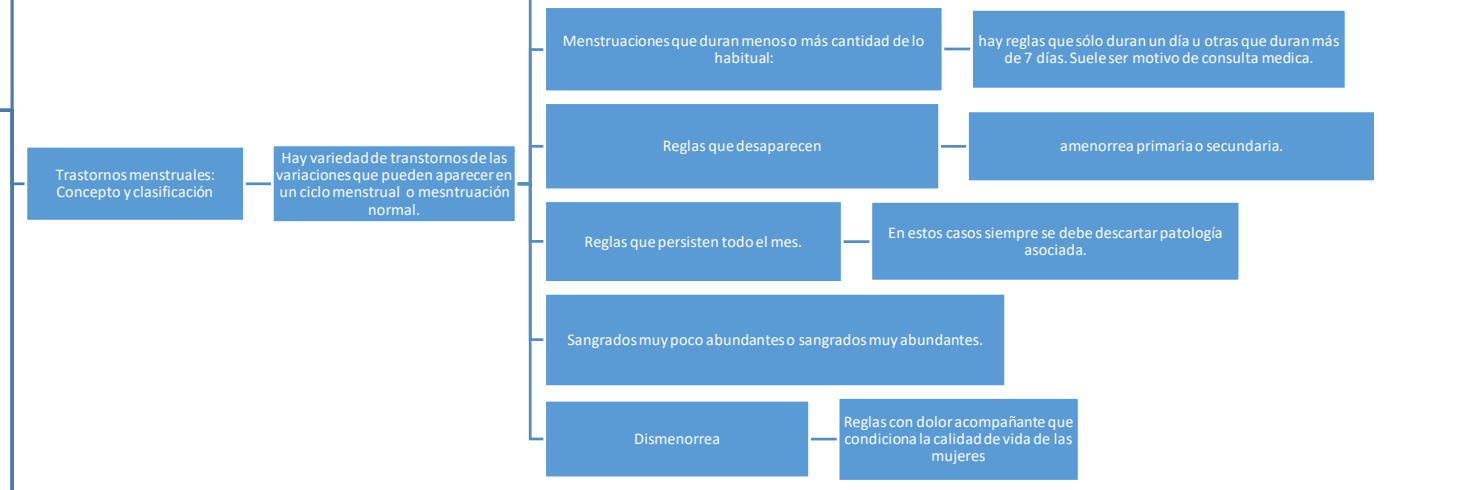 Trastornos menstruales:
Concepto y clasificación
Hay variedad de transtornos de las
variaciones que pueden aparecer en
un ciclo menstrual o mesntruación
normal.
Menstruaciones que duran menos o más cantidad de lo
habitual:
hay reglas que sólo duran un día u otras que duran más
de 7 días. Suele ser motivo de consulta medica.
Reglas que desaparecen
amenorrea primaria o secundaria.
Reglas que persisten todo el mes.
En estos casos siempre se debe descartar patología
asociada.
Sangrados muy poco abundantes o sangrados muy abundantes.
Dismenorrea
Reglas con dolor acompañante que
condiciona la calidad de vida de las
mujeres